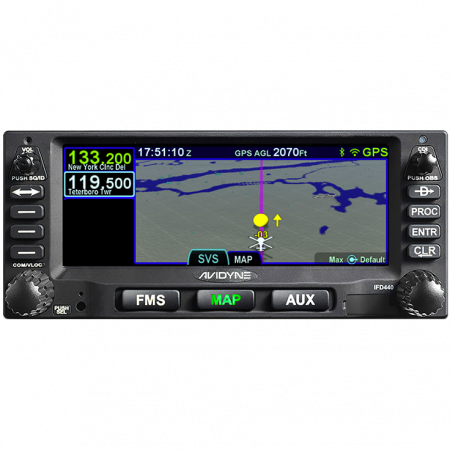 VOL
PUSH SQ/ID
COM/VLOC
PUSH SEL
133.200
New York Clnc Del
119.500
Teterboro Twr
17:51:10 Z
GPS AGL 2070Ft
GPS
-03
SVS
MAP
Max
Default
AVIDYNE
FMS
MAP
AUX
PUSH-OBS
D
PROC
ENTR
CLR
IFD440